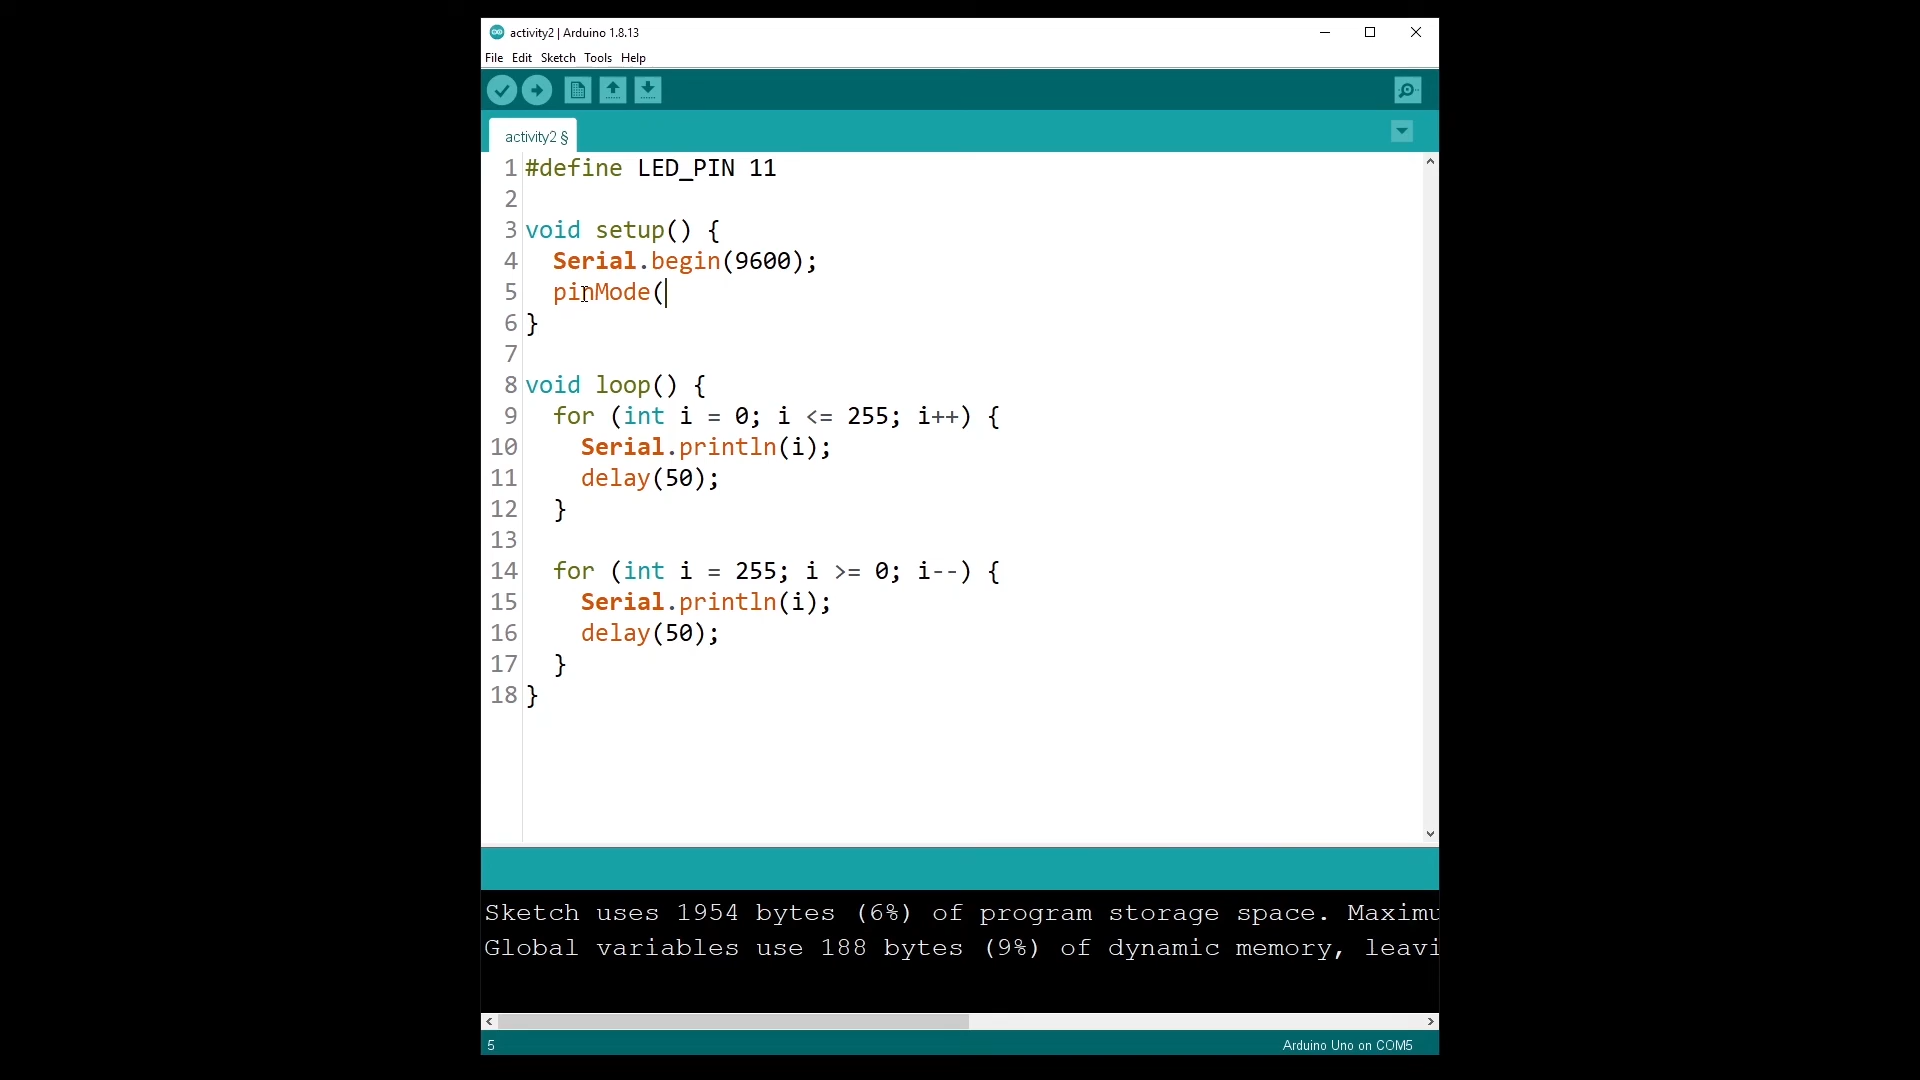 activity2 | Arduino 1.8.13
File Edit Sketch Tools Help
activity2 §
1 #define LED_PIN 11
2
3 void setup() {
4 Serial.begin(9600);
5 pinMode(
6 }
7
8 void loop() {
9 for (int i = 0; i <= 255; i++) {
10 Serial.println(i);
11 delay(50);
12 }
13
14 for (int i = 255; i >= 0; i--) {
15 Serial.println(i);
16 delay(50);
17 }
18 }
Sketch uses 1954 bytes (6%) of program storage space. Maximu
Global variables use 188 bytes (9%) of dynamic memory, leavi
5 Arduino Uno on COM5